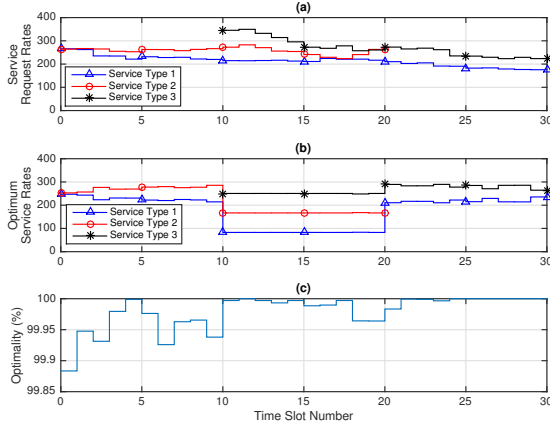 (a)
400
300
200
100
0
Service
Request Rates
Service Type 1
Service Type 2
Service Type 3
0 5 10 15 20 25 30
(b)
400
300
200
100
0
Optimum
Service Rates
Service Type 1
Service Type 2
Service Type 3
0 5 10 15 20 25 30
(c)
100
99.95
99.9
99.85
Optimality (%)
0 5 10 15 20 25 30
Time Slot Number